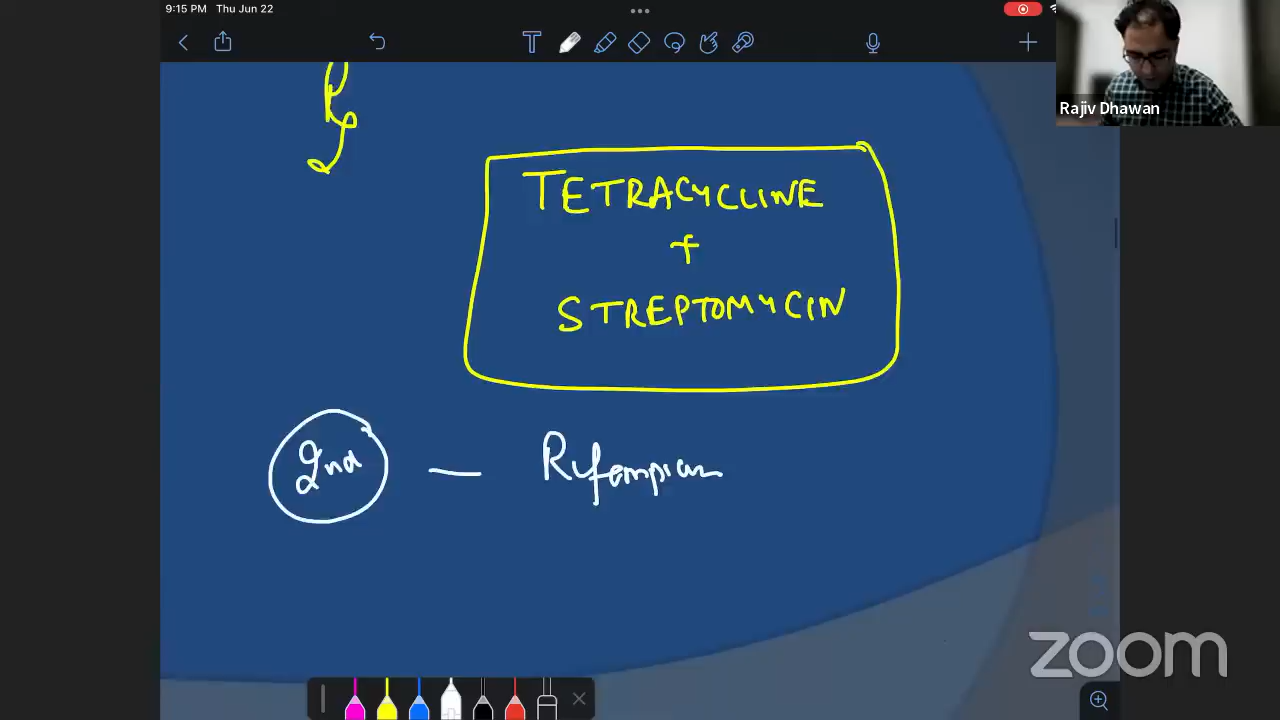 9:15 PM Thu Jun 22
T
Rajiv Dhawan
TETRACYCLINE
+
STREPTOMYCIN
2nd — Rifampicin
zoom